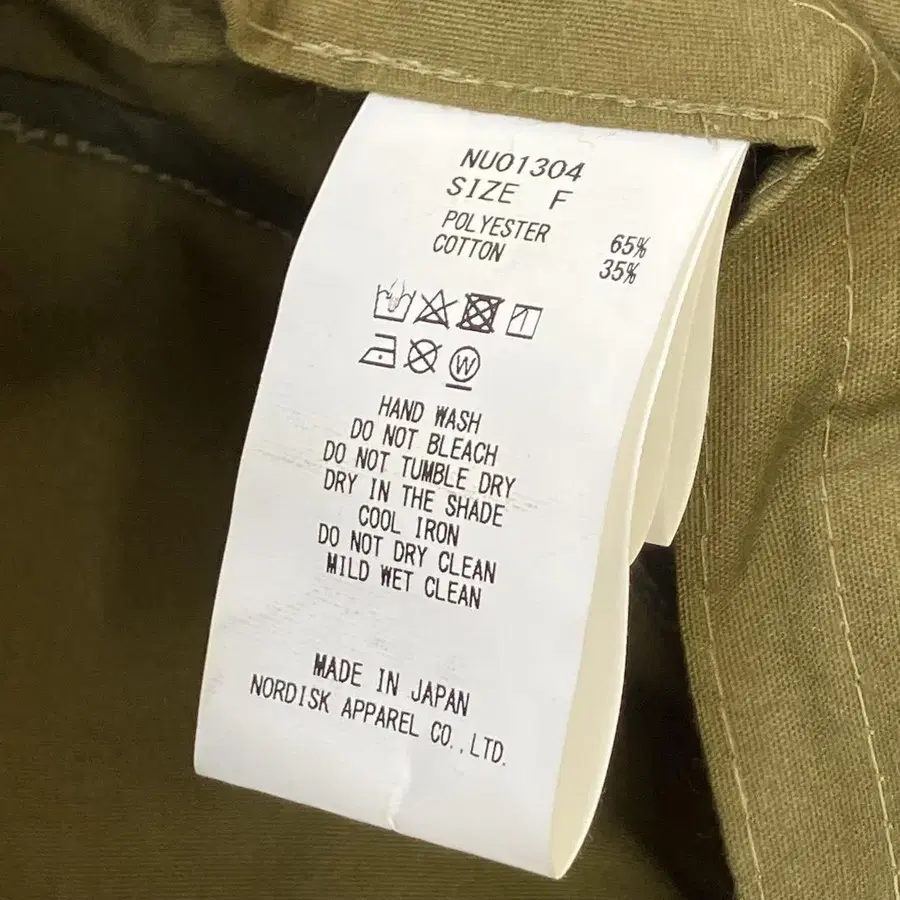 NU01304
SIZE F
POLYESTER 65%
COTTON 35%
W
HAND WASH
DO NOT BLEACH
DO NOT TUMBLE DRY
DRY IN THE SHADE
COOL IRON
DO NOT DRY CLEAN
MILD WET CLEAN
MADE IN JAPAN
NORDISK APPAREL CO.,LTD.